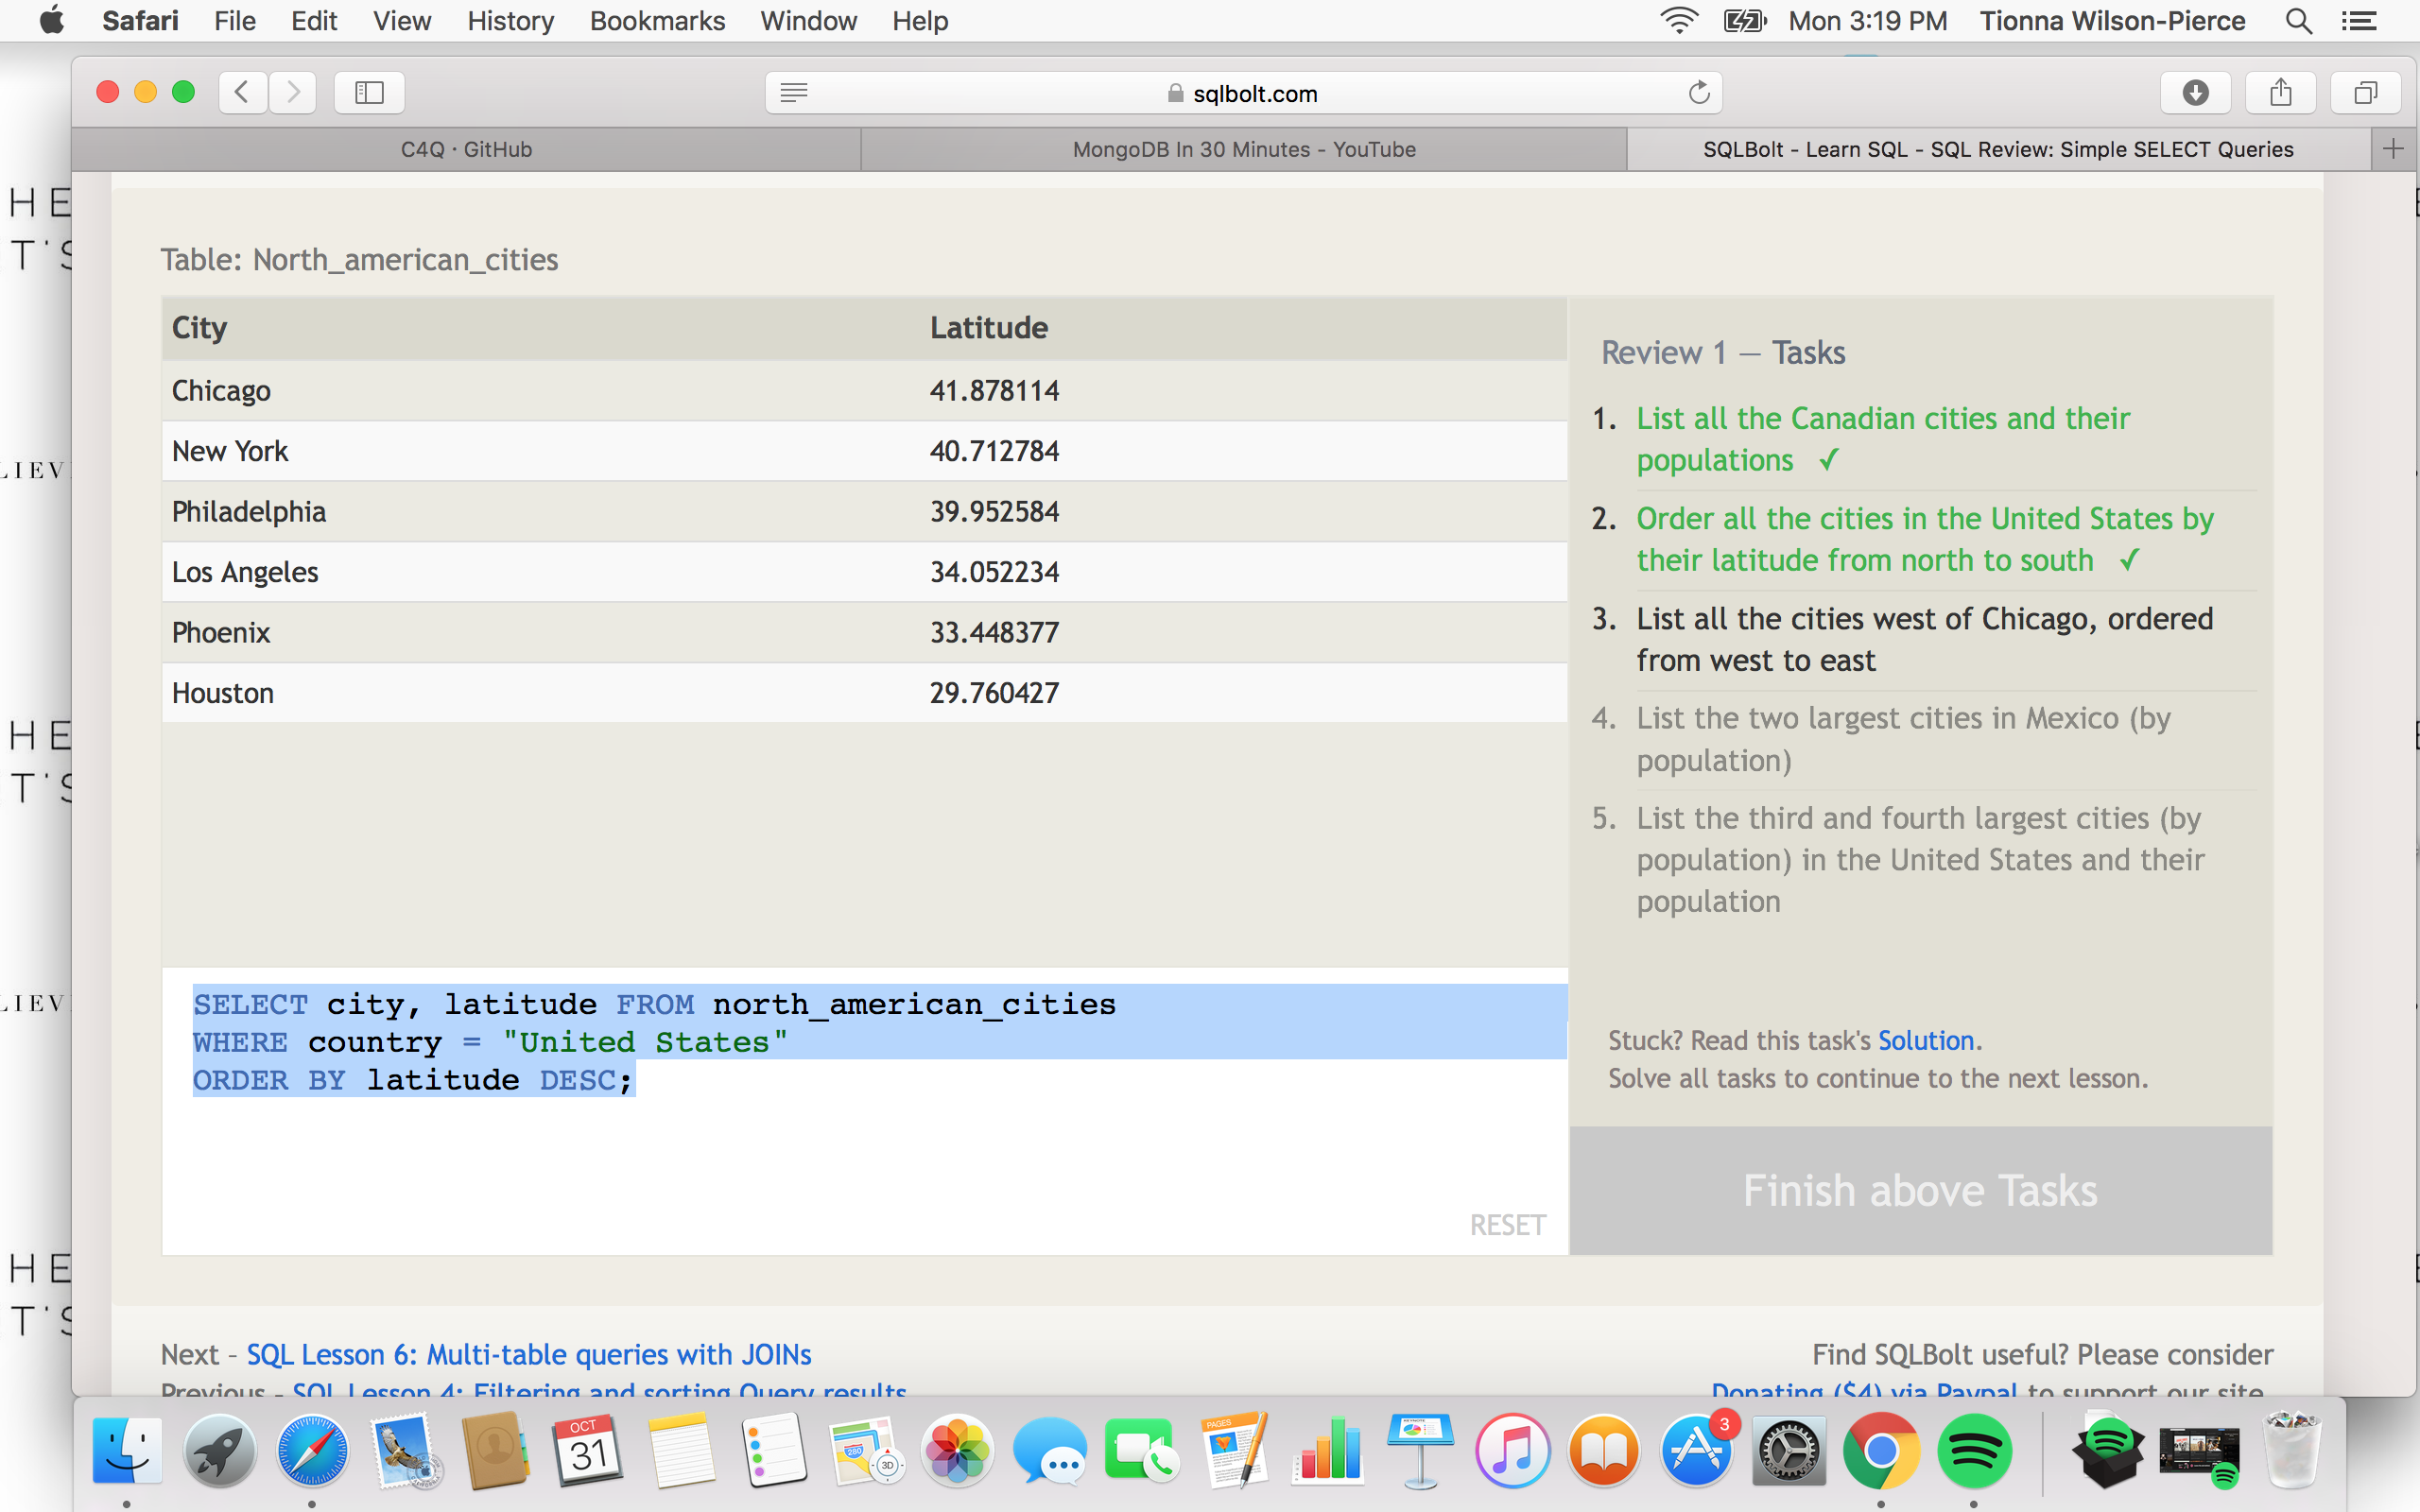 Safari File Edit View History Bookmarks Window Help Mon 3:19 PM Tionna Wilson-Pierce
sqlbolt.com
C4Q · GitHub MongoDB In 30 Minutes - YouTube SQLBolt - Learn SQL - SQL Review: Simple SELECT Queries
HE
T'S
LIEV
HE
T'S
LIEV
HE
T'S
Table: North_american_cities
City Latitude
Chicago 41.878114
New York 40.712784
Philadelphia 39.952584
Los Angeles 34.052234
Phoenix 33.448377
Houston 29.760427
SELECT city, latitude FROM north_american_cities
WHERE country = "United States"
ORDER BY latitude DESC;
RESET
Review 1 — Tasks
1. List all the Canadian cities and their
populations ✓
2. Order all the cities in the United States by
their latitude from north to south ✓
3. List all the cities west of Chicago, ordered
from west to east
4. List the two largest cities in Mexico (by
population)
5. List the third and fourth largest cities (by
population) in the United States and their
population
Stuck? Read this task's Solution.
Solve all tasks to continue to the next lesson.
Finish above Tasks
Next – SQL Lesson 6: Multi-table queries with JOINs
Previous – SQL Lesson 4: Filtering and sorting Query results
Find SQLBolt useful? Please consider
Donating ($4) via Paypal to support our site.
OCT
31
280
3D
PAGES
KEYNOTE
3